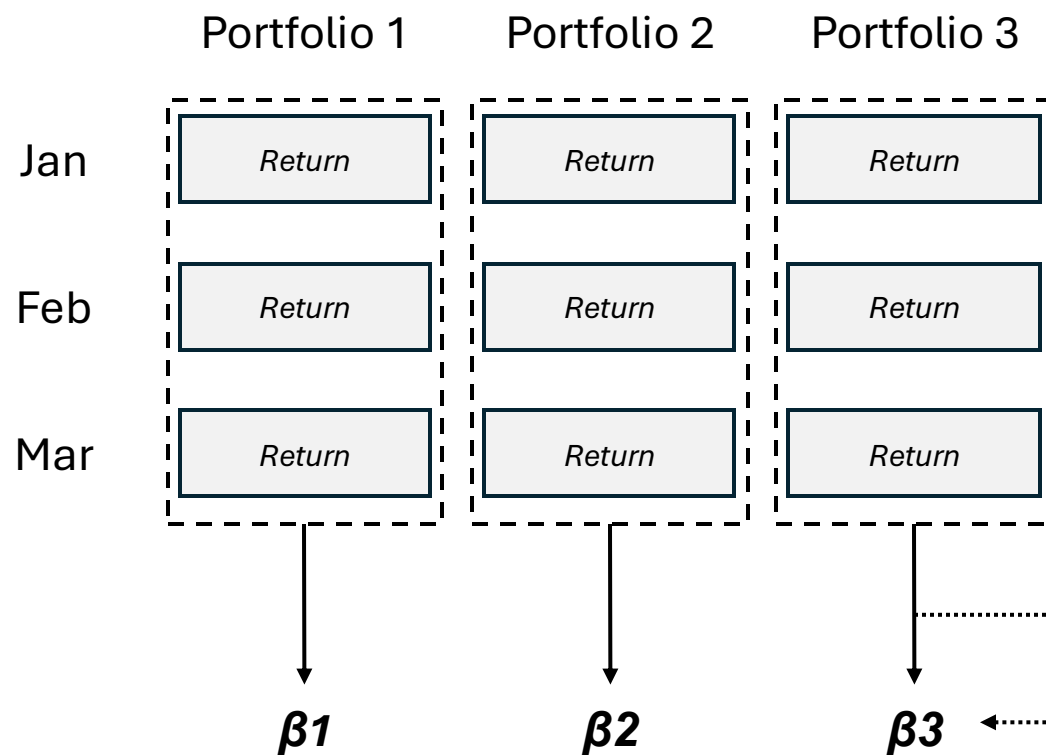 Portfolio 1 Portfolio 2 Portfolio 3
Jan Return Return Return
Feb Return Return Return
Mar Return Return Return
β1 β2 β3